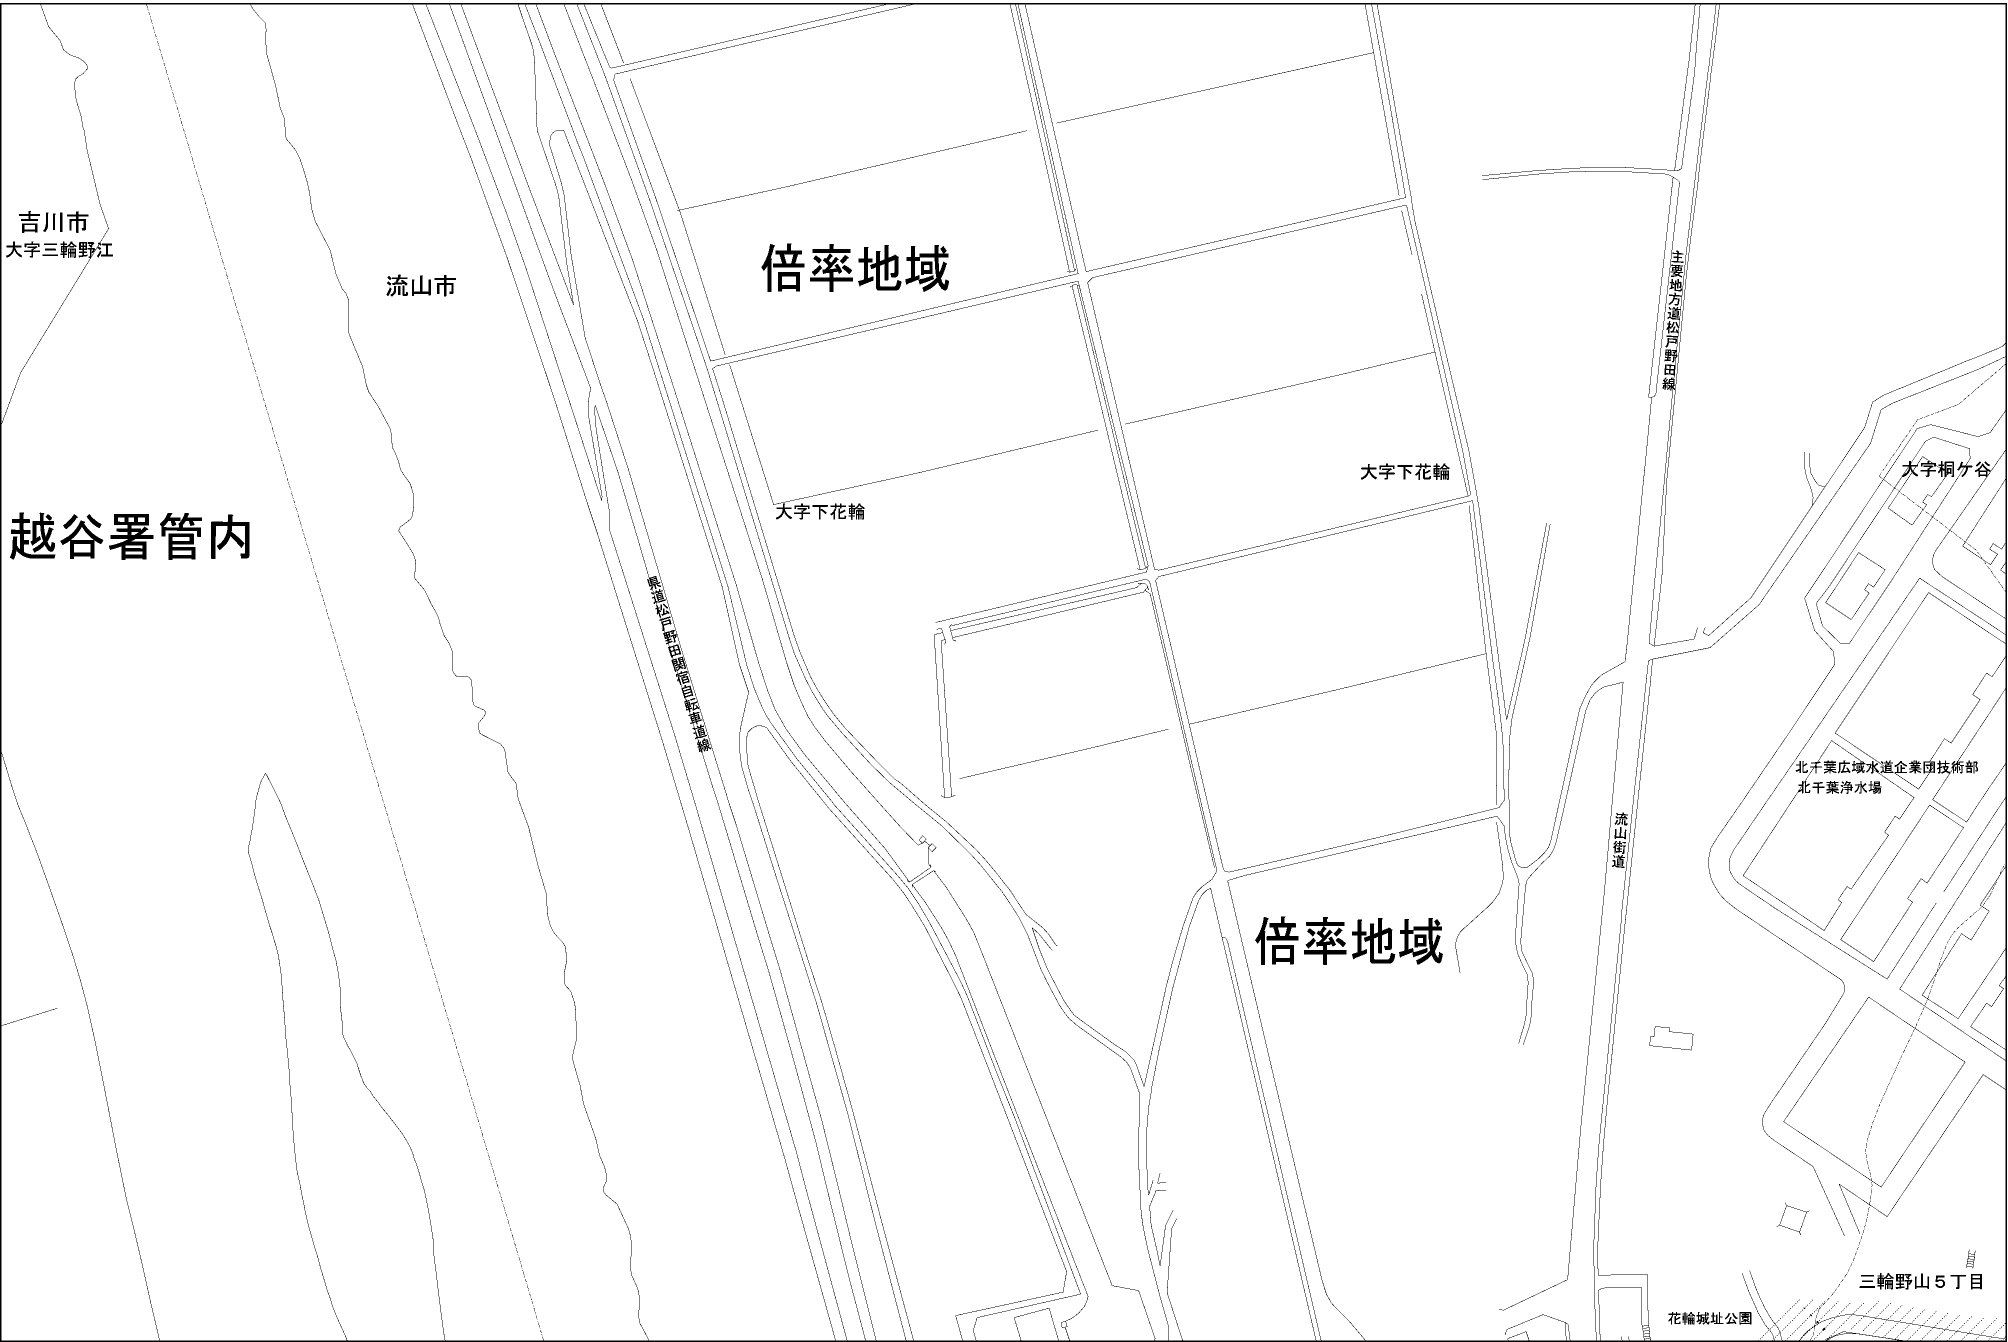 吉川市
大字三輪野江
流山市
倍率地域
主要地方道松戸野田線
大字下花輪
大字桐ケ谷
大字下花輪
越谷署管内
県道松戸野田関宿自転車道線
北千葉広域水道企業団技術部
北千葉浄水場
流山街道
倍率地域
三輪野山５丁目
花輪城址公園